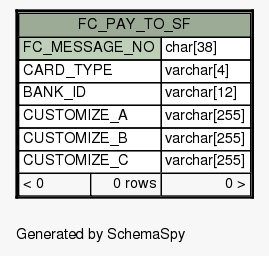 FC_PAY_TO_SF
FC_MESSAGE_NO char[38]
CARD_TYPE varchar[4]
BANK_ID varchar[12]
CUSTOMIZE_A varchar[255]
CUSTOMIZE_B varchar[255]
CUSTOMIZE_C varchar[255]
< 0 0 rows 0 >
Generated by SchemaSpy